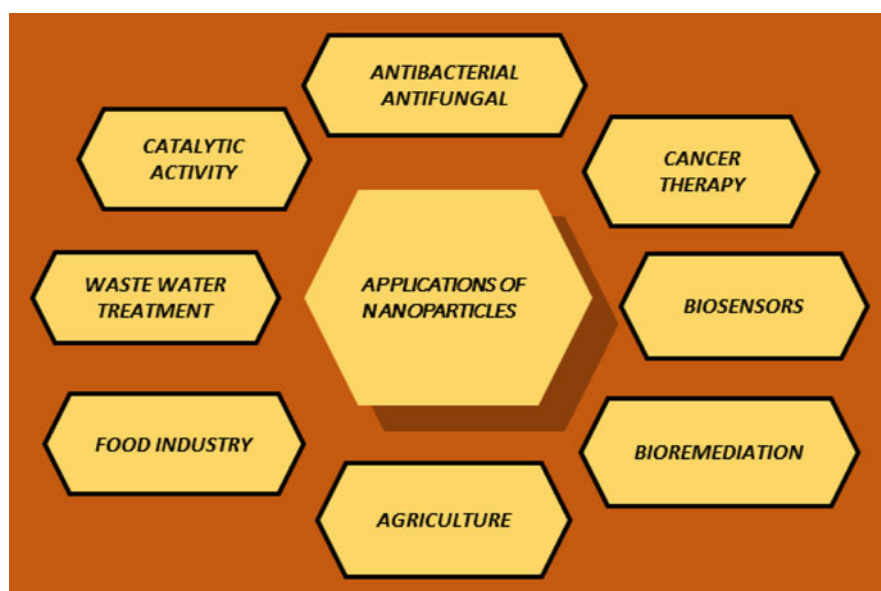 ANTIBACTERIAL
ANTIFUNGAL
CATALYTIC
ACTIVITY
CANCER
THERAPY
WASTE WATER
TREATMENT
APPLICATIONS OF
NANOPARTICLES
BIOSENSORS
FOOD INDUSTRY
BIOREMEDIATION
AGRICULTURE